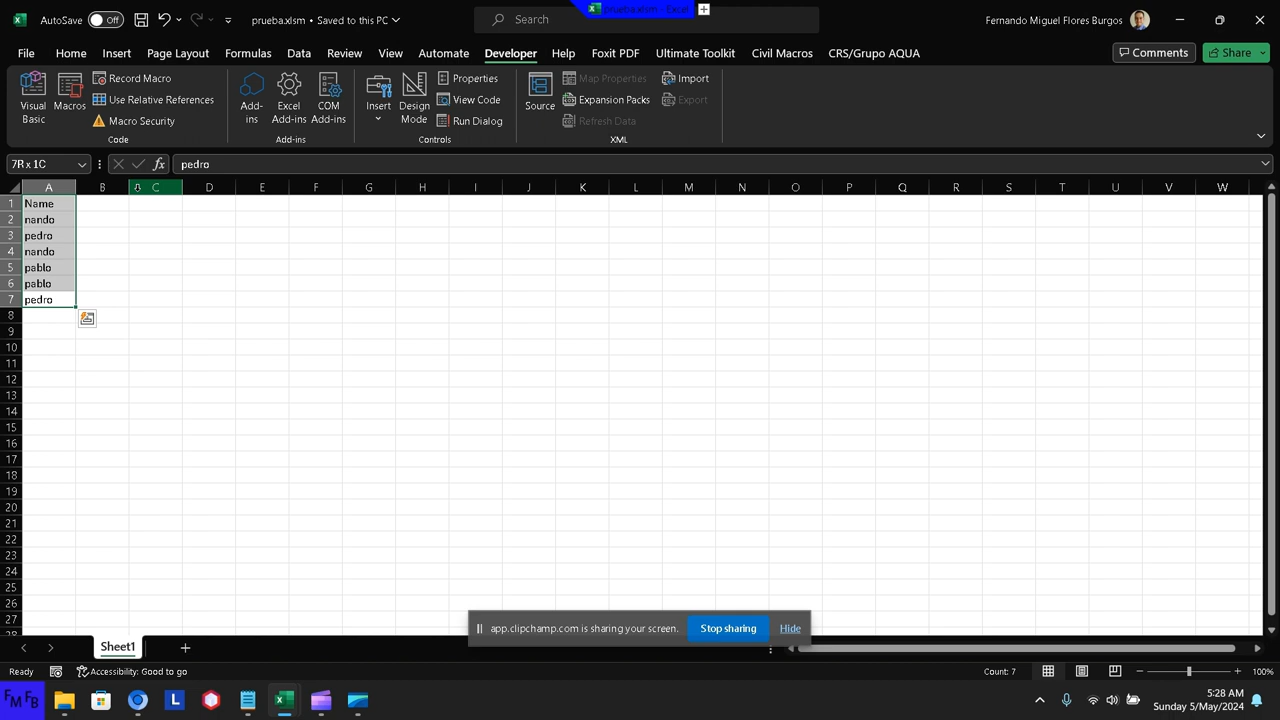 prueba.xlsm - Excel
AutoSave Off prueba.xlsm • Saved to this PC Search Fernando Miguel Flores Burgos
File Home Insert Page Layout Formulas Data Review View Automate Developer Help Foxit PDF Ultimate Toolkit Civil Macros CRS/Grupo AQUA Comments Share
Visual Basic
Macros
Record Macro
Use Relative References
Macro Security
Code
Add-ins
Excel Add-ins
COM Add-ins
Add-ins
Insert
Design Mode
Properties
View Code
Run Dialog
Controls
Source
Map Properties
Expansion Packs
Refresh Data
Import
Export
XML
7R x 1C fx pedro
A B C D E F G H I J K L M N O P Q R S T U V W
1 Name
2 nando
3 pedro
4 nando
5 pablo
6 pablo
7 pedro
8
9
10
11
12
13
14
15
16
17
18
19
20
21
22
23
24
25
26
27
28
app.clipchamp.com is sharing your screen. Stop sharing Hide
Sheet1
Ready Accessibility: Good to go Count: 7 100%
FM FB L 5:28 AM
Sunday 5/May/2024